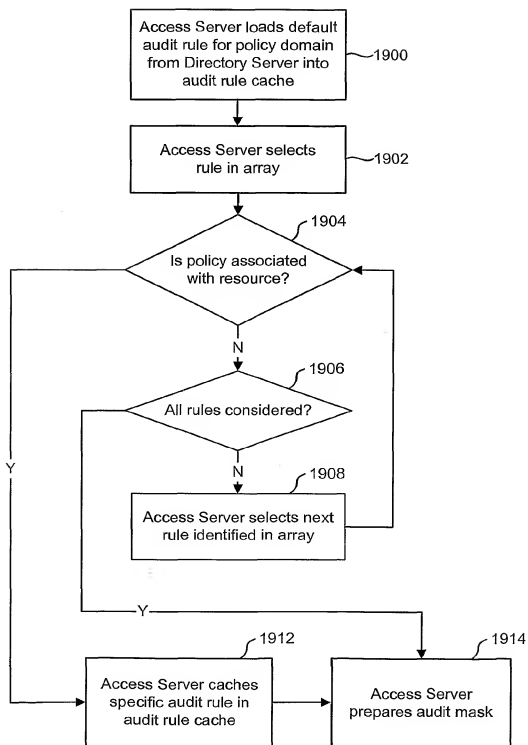 Access Server loads default
audit rule for policy domain
from Directory Server into
audit rule cache
1900
Access Server selects
rule in array
1902
1904
Is policy associated
with resource?
N
1906
All rules considered?
Y
N
1908
Access Server selects next
rule identified in array
Y
1912
Access Server caches
specific audit rule in
audit rule cache
1914
Access Server
prepares audit mask